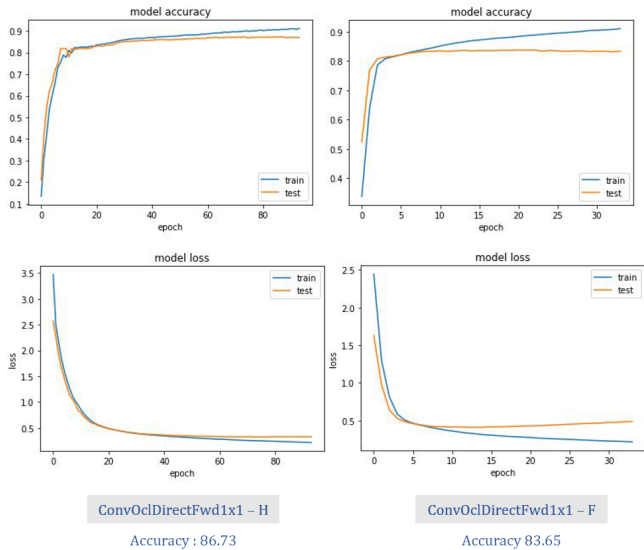 model accuracy
0.9
0.8
0.7
0.6
0.5
0.4
0.3
0.2
0.1
0
20
40
60
80
epoch
train
test
model accuracy
0.9
0.8
0.7
0.6
0.5
0.4
0
5
10
15
20
25
30
epoch
train
test
model loss
3.5
3.0
2.5
2.0
1.5
1.0
0.5
loss
0
20
40
60
80
epoch
train
test
model loss
2.5
2.0
1.5
1.0
0.5
loss
0
5
10
15
20
25
30
epoch
train
test
ConvOclDirectFwd1x1 – H
Accuracy : 86.73
ConvOclDirectFwd1x1 – F
Accuracy 83.65